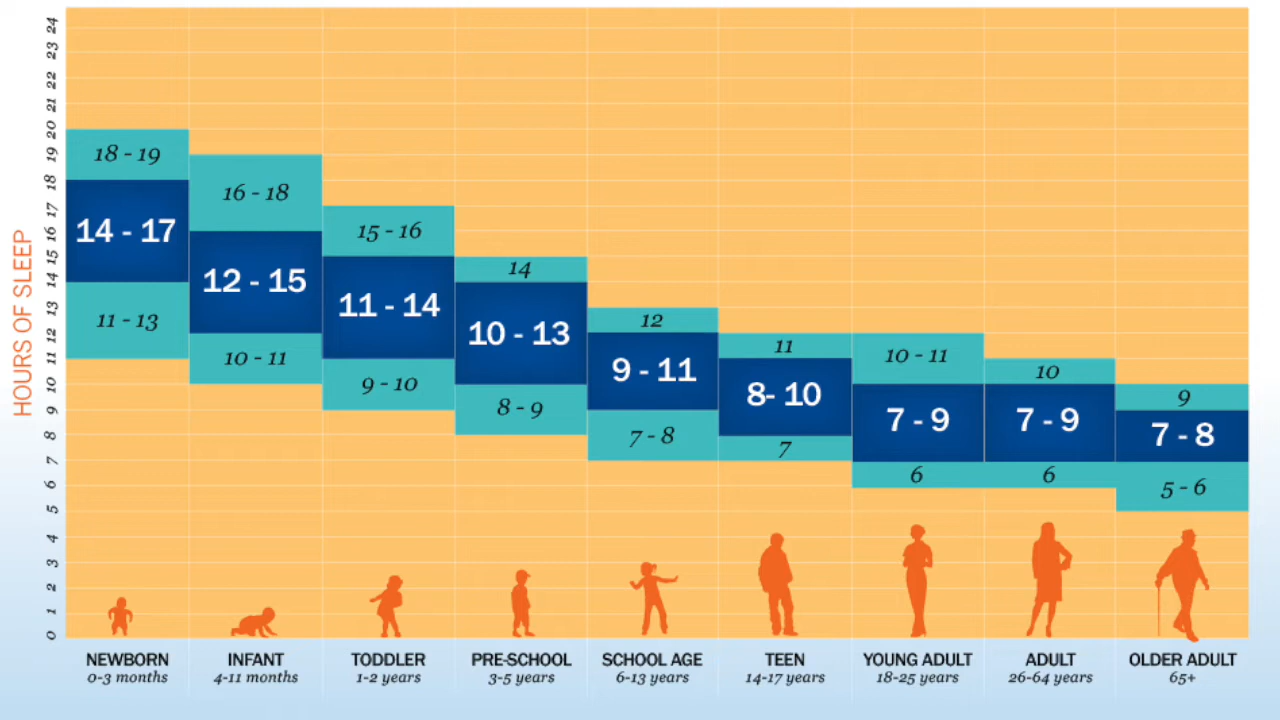 HOURS OF SLEEP
24
23
22
21
20
19
18
17
16
15
14
13
12
11
10
9
8
7
6
5
4
3
2
1
0
18 - 19
14 - 17
11 - 13
16 - 18
12 - 15
10 - 11
15 - 16
11 - 14
9 - 10
14
10 - 13
8 - 9
12
9 - 11
7 - 8
11
8- 10
7
10 - 11
7 - 9
6
10
7 - 9
6
9
7 - 8
5 - 6
NEWBORN
0-3 months
INFANT
4-11 months
TODDLER
1-2 years
PRE-SCHOOL
3-5 years
SCHOOL AGE
6-13 years
TEEN
14-17 years
YOUNG ADULT
18-25 years
ADULT
26-64 years
OLDER ADULT
65+